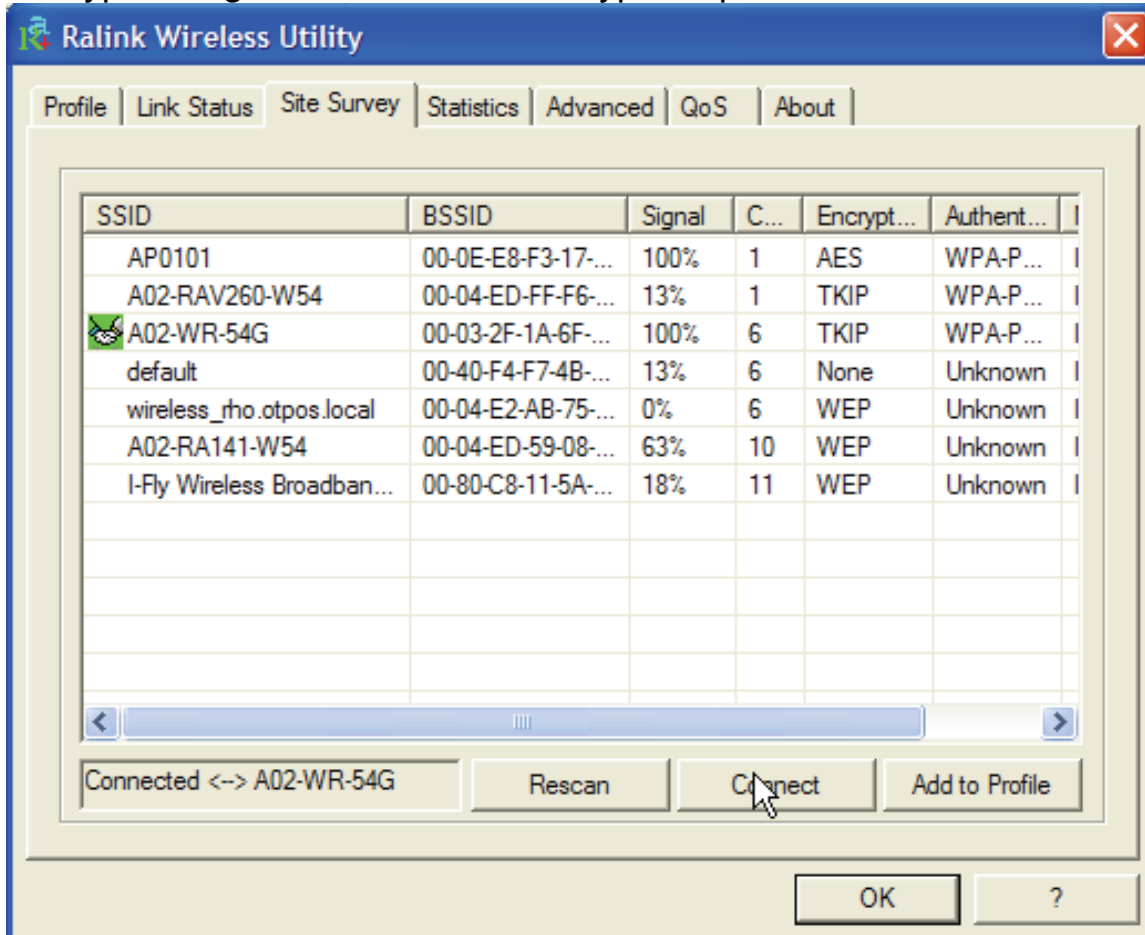 Ralink Wireless Utility
Profile Link Status Site Survey Statistics Advanced QoS About
SSID BSSID Signal C... Encrypt... Authent...
AP0101 00-0E-E8-F3-17-... 100% 1 AES WPA-P...
A02-RAV260-W54 00-04-ED-FF-F6-... 13% 1 TKIP WPA-P...
A02-WR-54G 00-03-2F-1A-6F-... 100% 6 TKIP WPA-P...
default 00-40-F4-F7-4B-... 13% 6 None Unknown
wireless_rho.otpos.local 00-04-E2-AB-75-... 0% 6 WEP Unknown
A02-RA141-W54 00-04-ED-59-08-... 63% 10 WEP Unknown
I-Fly Wireless Broadban... 00-80-C8-11-5A-... 18% 11 WEP Unknown
Connected <--> A02-WR-54G Rescan Connect Add to Profile
OK ?